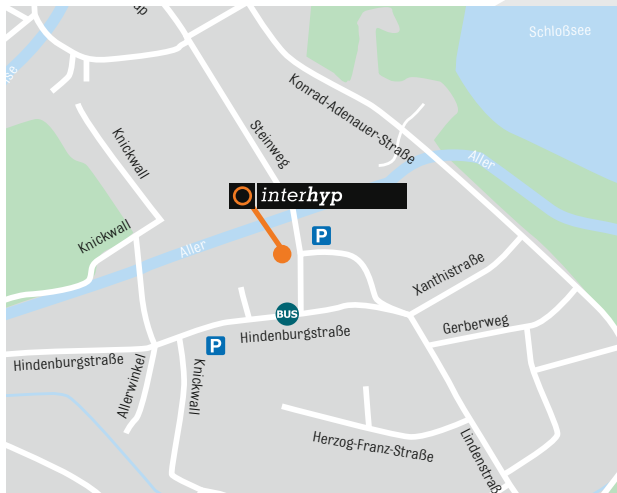 Schloßsee
Konrad-Adenauer-Straße
Steinweg
Knickwall
Aller
interhyp
Knickwall
P
Aller
Xanthistraße
BUS
Gerberweg
Hindenburgstraße
P
Hindenburgstraße
Allerwinkel
Knickwall
Herzog-Franz-Straße